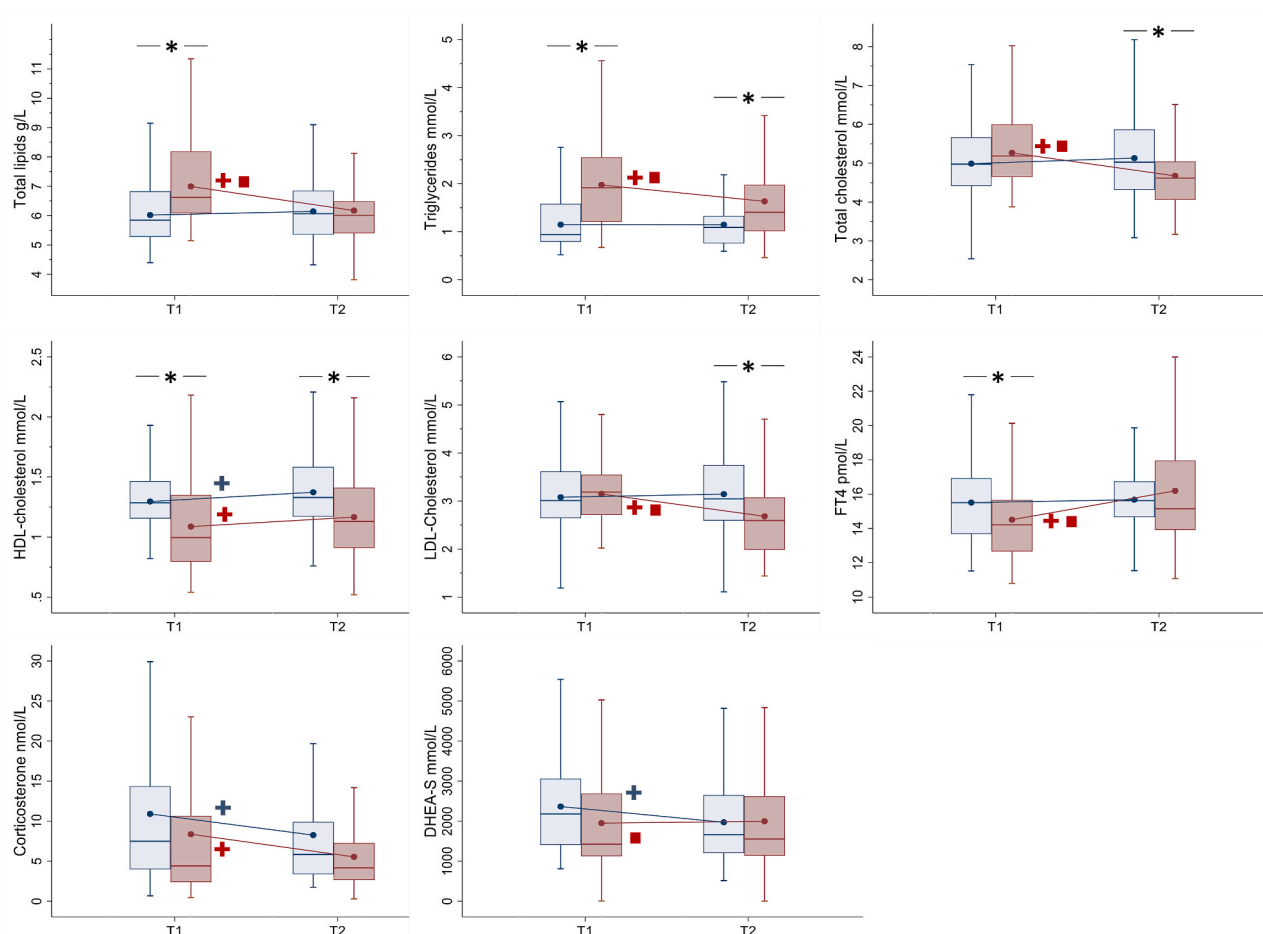 Total lipids g/L
11
10
9
8
7
6
5
4
*
T1
T2
Triglycerides mmol/L
5
4
3
2
1
0
*
*
T1
T2
Total cholesterol mmol/L
8
7
6
5
4
3
2
*
T1
T2
HDL-cholesterol mmol/L
2.5
2
1.5
1
.5
*
*
T1
T2
LDL-Cholesterol mmol/L
6
5
4
3
2
1
*
T1
T2
FT4 pmol/L
24
22
20
18
16
14
12
10
*
T1
T2
Corticosterone nmol/L
30
25
20
15
10
5
0
T1
T2
DHEA-S mmol/L
6000
5000
4000
3000
2000
1000
0
T1
T2